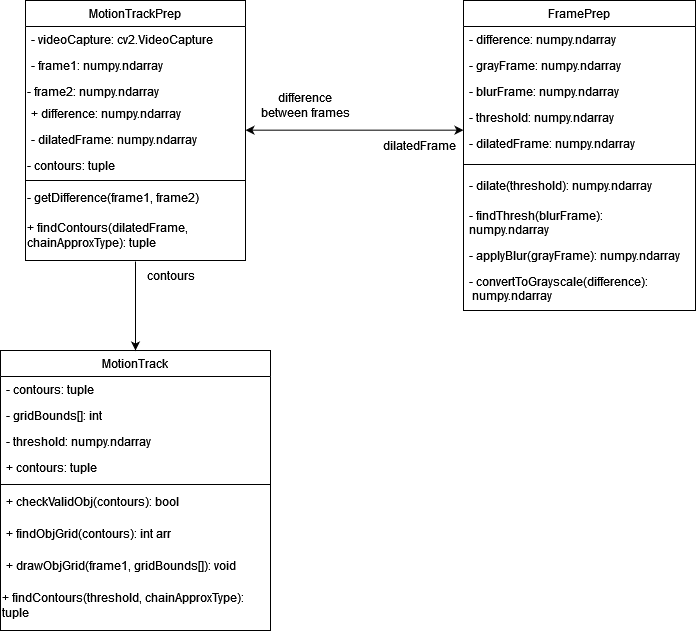 MotionTrackPrep
- videoCapture: cv2.VideoCapture
- frame1: numpy.ndarray
- frame2: numpy.ndarray
+ difference: numpy.ndarray
- dilatedFrame: numpy.ndarray
- contours: tuple
- getDifference(frame1, frame2)
+ findContours(dilatedFrame,
chainApproxType): tuple
difference
between frames
dilatedFrame
FramePrep
- difference: numpy.ndarray
- grayFrame: numpy.ndarray
- blurFrame: numpy.ndarray
- threshold: numpy.ndarray
- dilatedFrame: numpy.ndarray
- dilate(threshold): numpy.ndarray
- findThresh(blurFrame):
numpy.ndarray
- applyBlur(grayFrame): numpy.ndarray
- convertToGrayscale(difference):
numpy.ndarray
contours
MotionTrack
- contours: tuple
- gridBounds[]: int
- threshold: numpy.ndarray
+ contours: tuple
+ checkValidObj(contours): bool
+ findObjGrid(contours): int arr
+ drawObjGrid(frame1, gridBounds[]): void
+ findContours(threshold, chainApproxType):
tuple